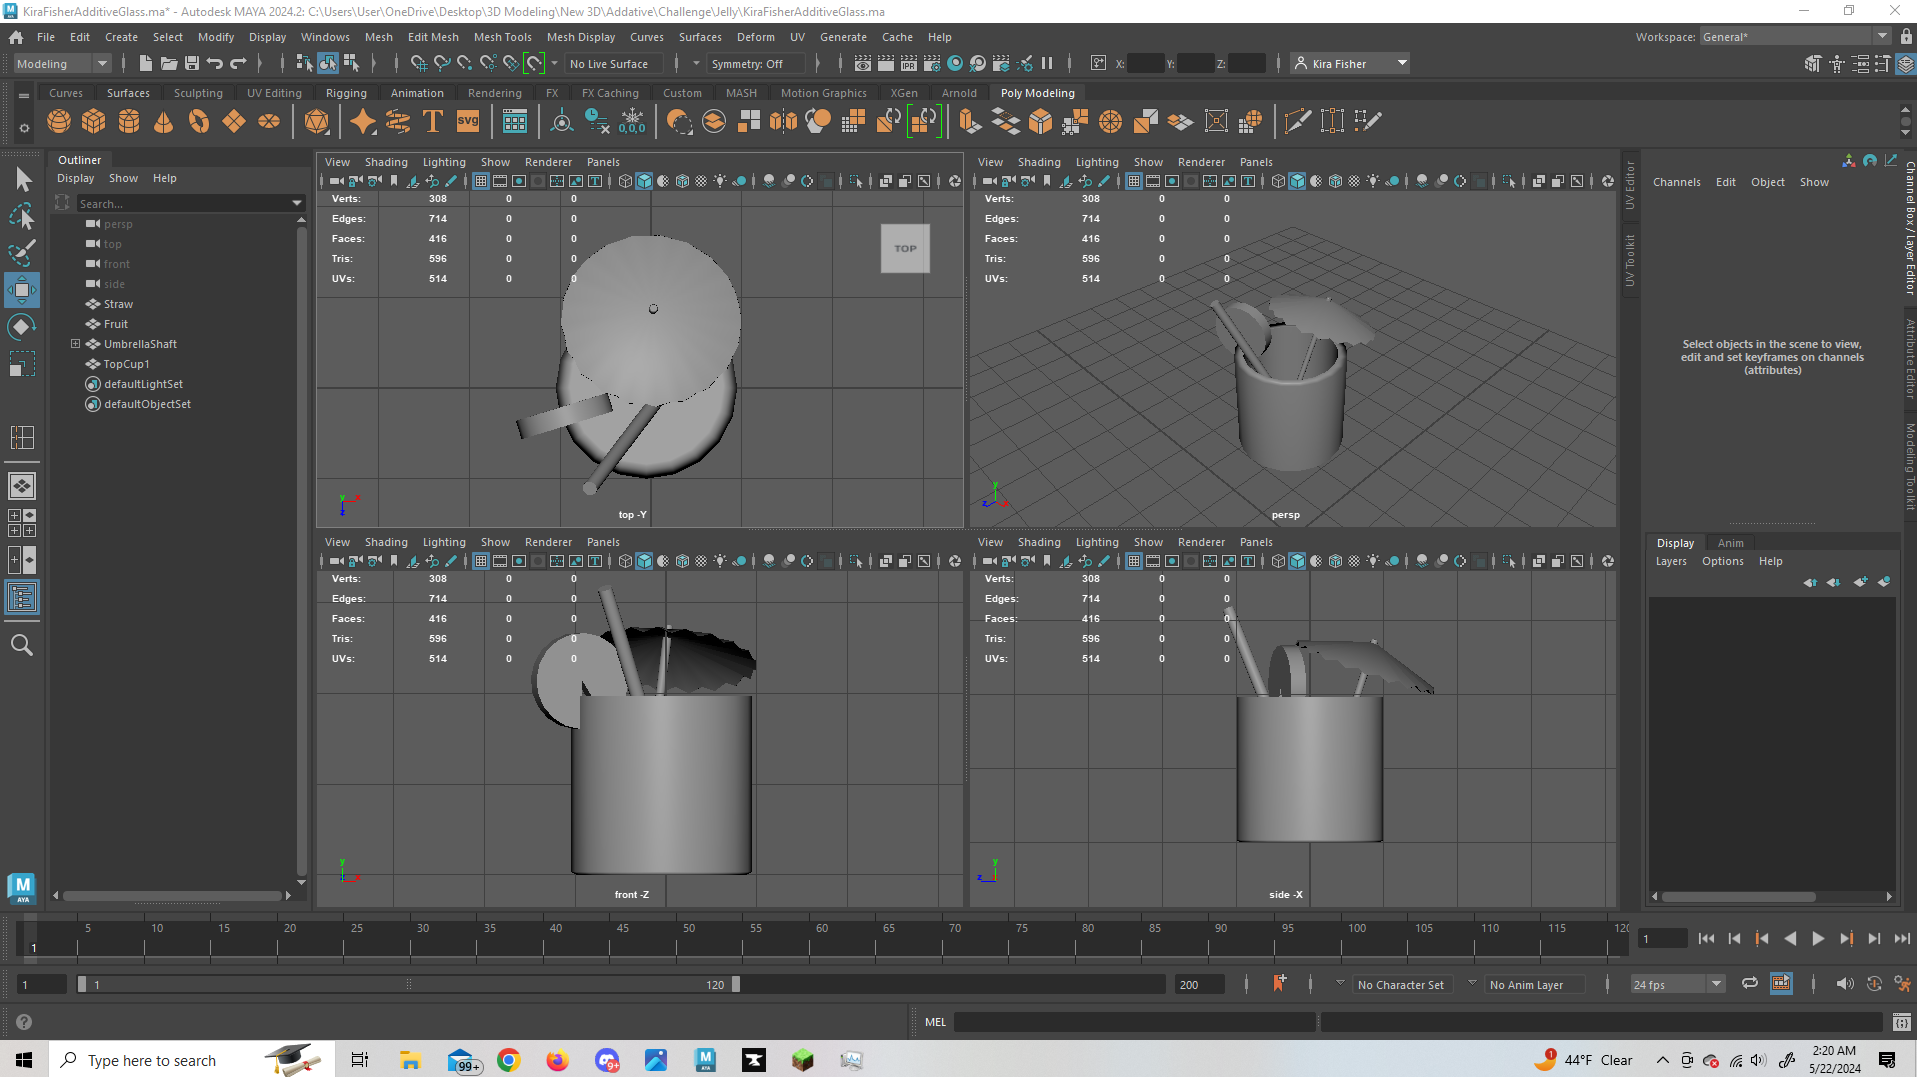 KiraFisherAdditiveGlass.ma* - Autodesk MAYA 2024.2: C:\Users\User\OneDrive\Desktop\3D Modeling\New 3D\Addative\Challenge\Jelly\KiraFisherAdditiveGlass.ma
File Edit Create Select Modify Display Windows Mesh Edit Mesh Mesh Tools Mesh Display Curves Surfaces Deform UV Generate Cache Help Workspace: General*
Modeling No Live Surface Symmetry: Off IPR X: Y: Z: Kira Fisher
Curves Surfaces Sculpting UV Editing Rigging Animation Rendering FX FX Caching Custom MASH Motion Graphics XGen Arnold Poly Modeling
T svg 0,0,0
Outliner
Display Show Help
Search...
persp
top
front
side
Straw
Fruit
UmbrellaShaft
TopCup1
defaultLightSet
defaultObjectSet
View Shading Lighting Show Renderer Panels
Verts: 308 0 0
Edges: 714 0 0
Faces: 416 0 0
Tris: 596 0 0
UVs: 514 0 0
TOP
y x z
top -Y
View Shading Lighting Show Renderer Panels
Verts: 308 0 0
Edges: 714 0 0
Faces: 416 0 0
Tris: 596 0 0
UVs: 514 0 0
y z x
persp
View Shading Lighting Show Renderer Panels
Verts: 308 0 0
Edges: 714 0 0
Faces: 416 0 0
Tris: 596 0 0
UVs: 514 0 0
y x
front -Z
View Shading Lighting Show Renderer Panels
Verts: 308 0 0
Edges: 714 0 0
Faces: 416 0 0
Tris: 596 0 0
UVs: 514 0 0
y z
side -X
UV Editor
UV Toolkit
Channels Edit Object Show
Select objects in the scene to view,
edit and set keyframes on channels
(attributes)
Channel Box / Layer Editor
Attribute Editor
Modeling Toolkit
Display Anim
Layers Options Help
M
AYA
5 10 15 20 25 30 35 40 45 50 55 60 65 70 75 80 85 90 95 100 105 110 115 120
1
1
1 1 120 200 No Character Set No Anim Layer 24 fps
MEL
Type here to search
99+
9+
1
44°F Clear
2:20 AM
5/22/2024